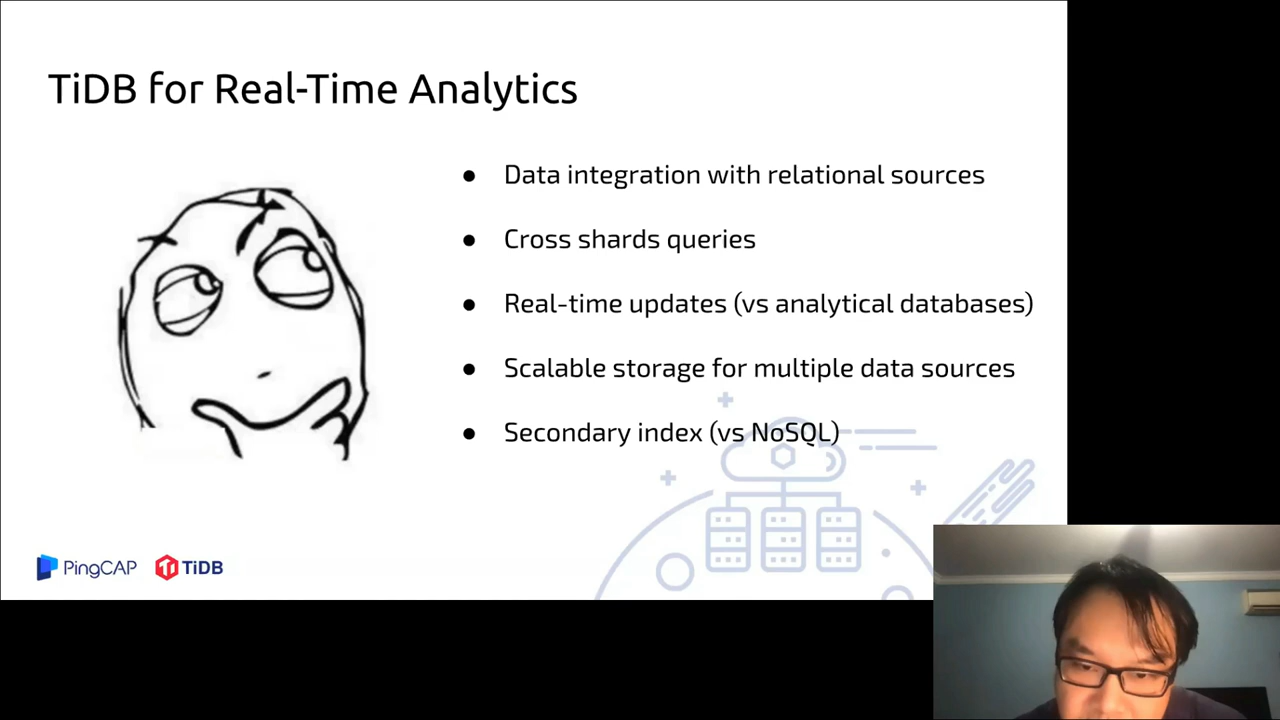 TiDB for Real-Time Analytics
● Data integration with relational sources
● Cross shards queries
● Real-time updates (vs analytical databases)
● Scalable storage for multiple data sources
● Secondary index (vs NoSQL)
PingCAP TiDB